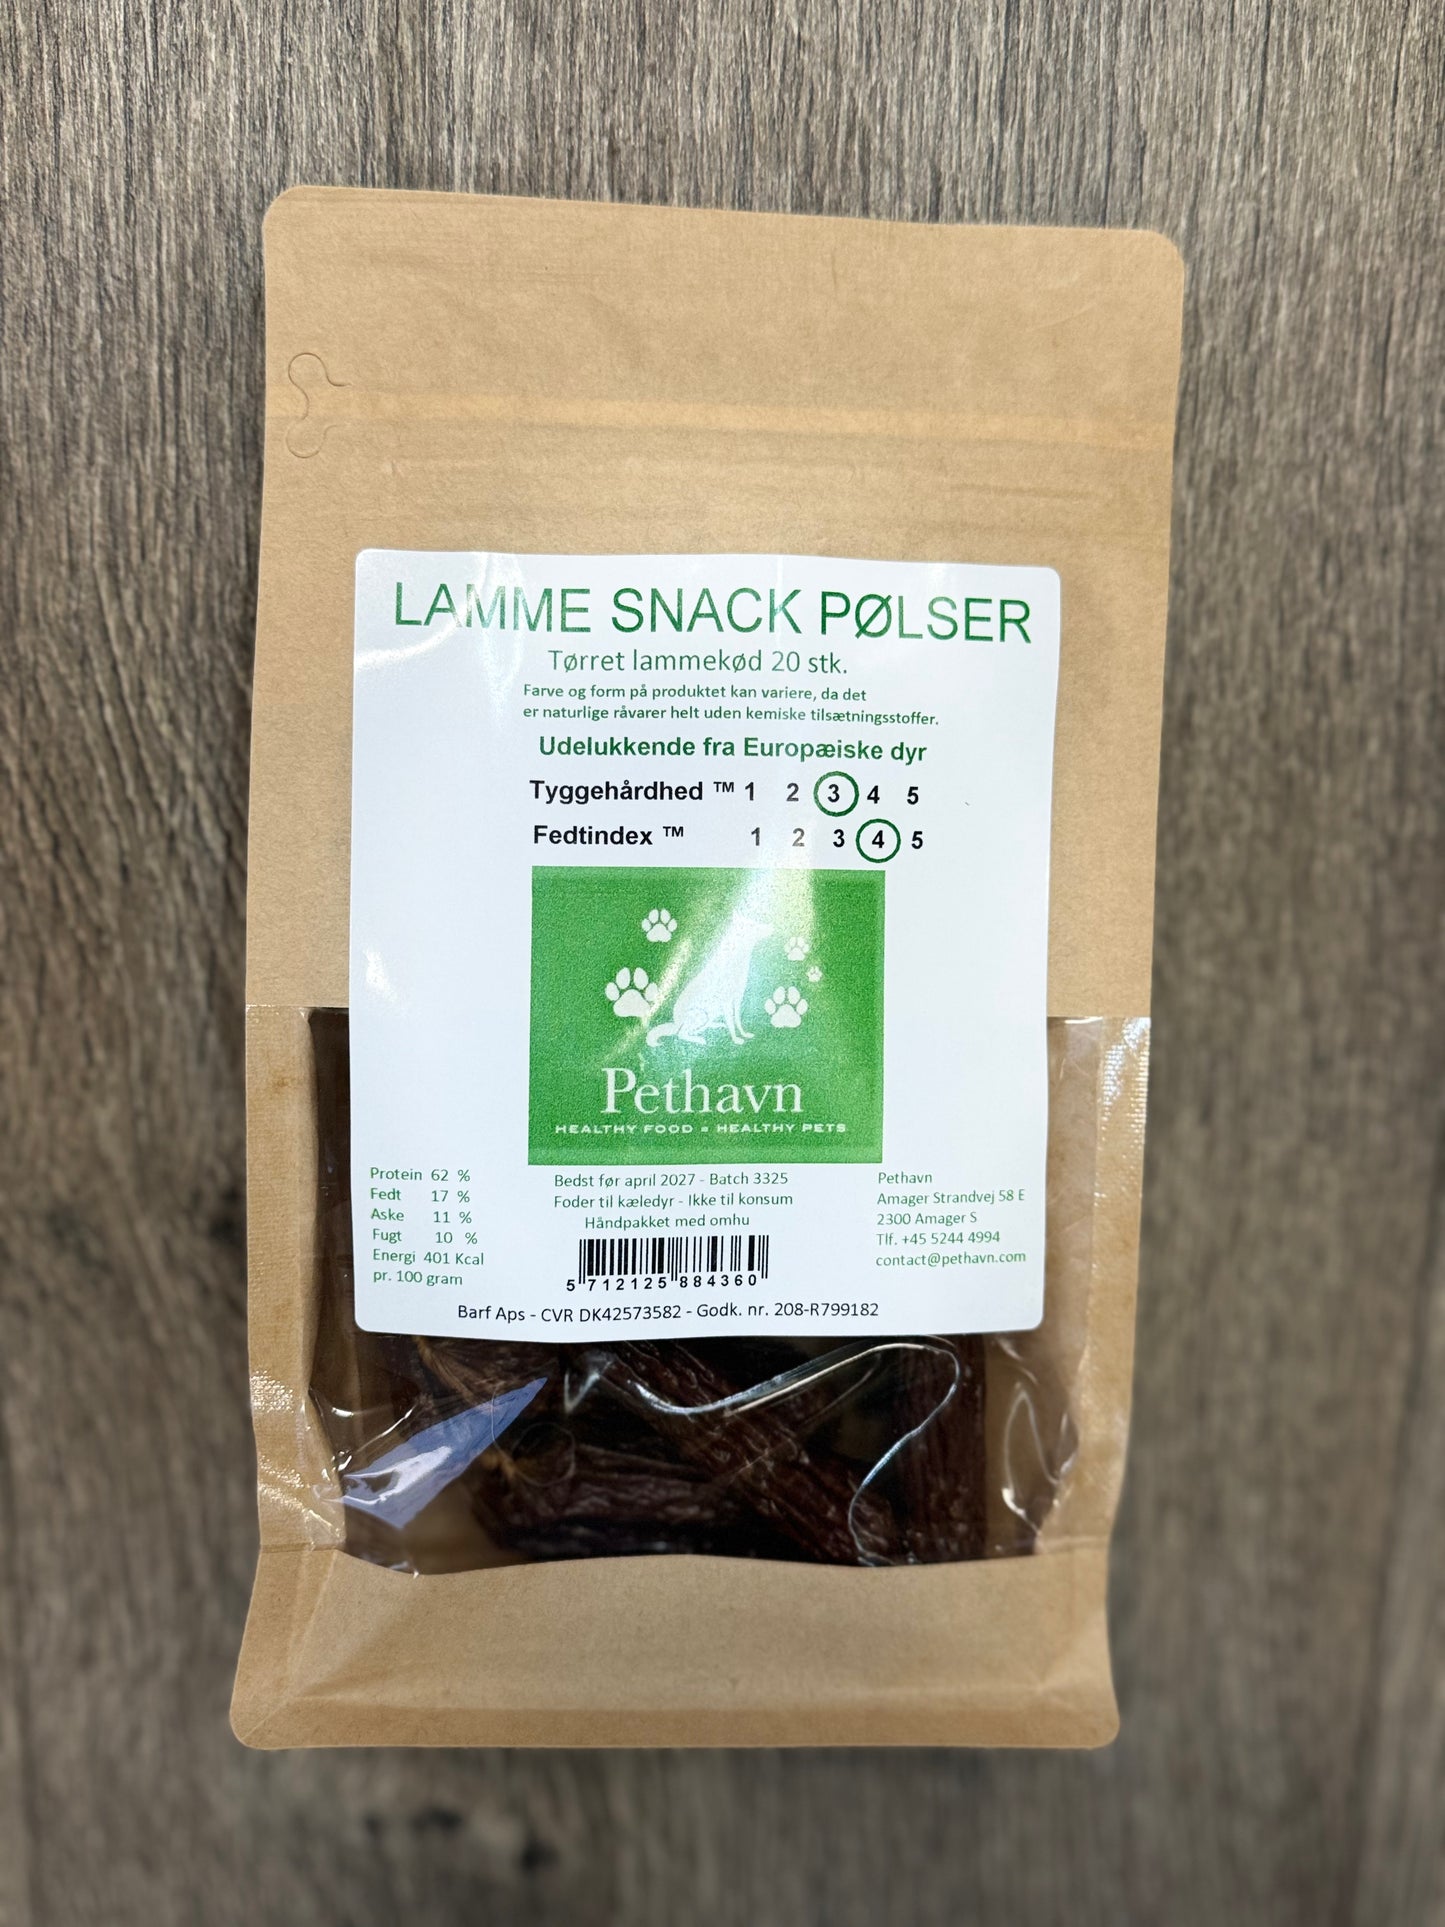 LAMME SNACK PØLSER
Tørret lammekød 20 stk.
Farve og form på produktet kan variere, da det
er naturlige råvarer helt uden kemiske tilsætningsstoffer.
Udelukkende fra Europæiske dyr
Tyggehårdhed ™ 1 2 3 4 5
Fedtindex ™ 1 2 3 4 5
Pethavn
HEALTHY FOOD = HEALTHY PETS
Protein 62 %
Fedt 17 %
Aske 11 %
Fugt 10 %
Energi 401 Kcal
pr. 100 gram
Bedst før april 2027 - Batch 3325
Foder til kæledyr - Ikke til konsum
Håndpakket med omhu
5 712125 884360
Pethavn
Amager Strandvej 58 E
2300 Amager S
Tlf. +45 5244 4994
contact@pethavn.com
Barf Aps - CVR DK42573582 - Godk. nr. 208-R799182